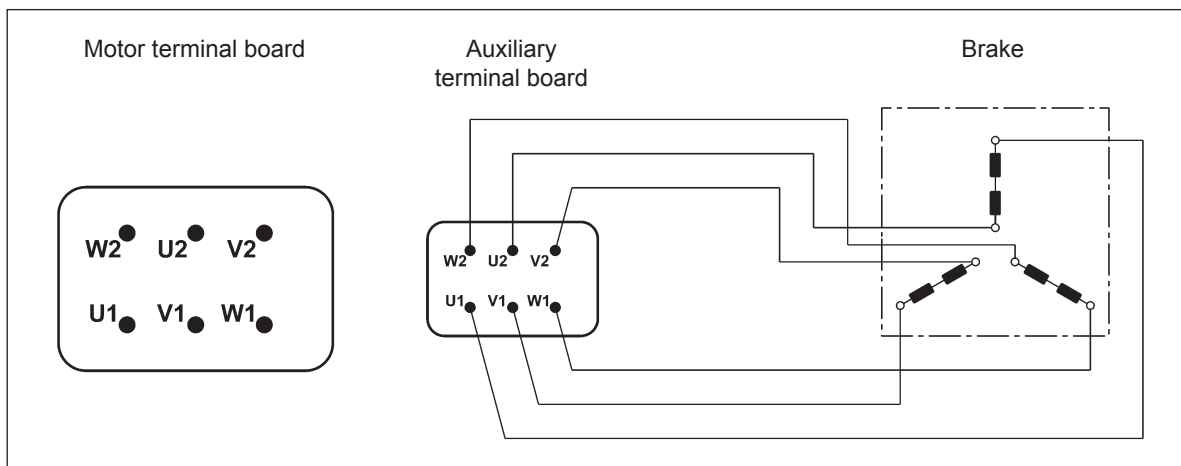 Motor terminal board
Auxiliary
terminal board
Brake
W2 U2 V2
U1 V1 W1
W2 U2 V2
U1 V1 W1